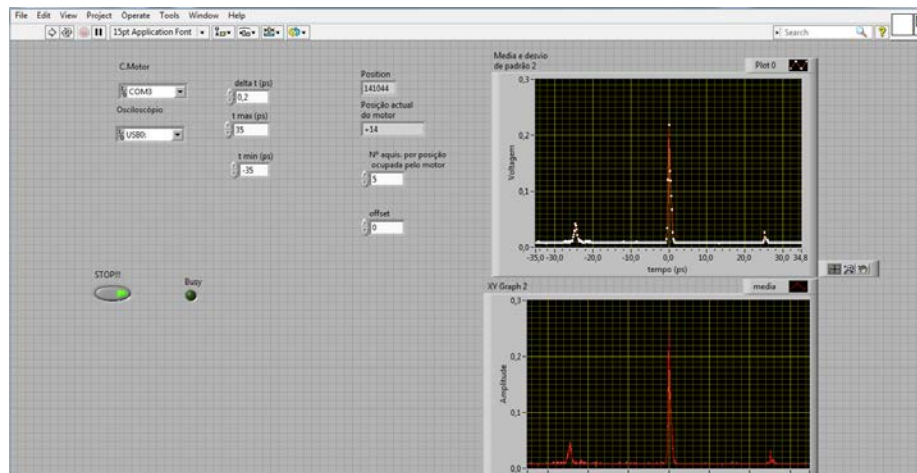 File Edit View Project Operate Tools Window Help
15pt Application Font
Search
C.Motor
COM3
Osciloscópio
USB0:
delta t (ps)
0,2
t max (ps)
35
t min (ps)
-35
Position
141044
Posição actual
do motor
+14
Nº aquis. por posição
ocupada pelo motor
5
offset
0
STOP!!!
Busy
Media e desvio
de padrão 2
Plot 0
0,3
0,2
0,1
0,0
Voltagem
-35,0 -30,0 -20,0 -10,0 0,0 10,0 20,0 30,0 34,8
tempo (ps)
XY Graph 2
media
0,3
0,2
0,1
0,0
Amplitude